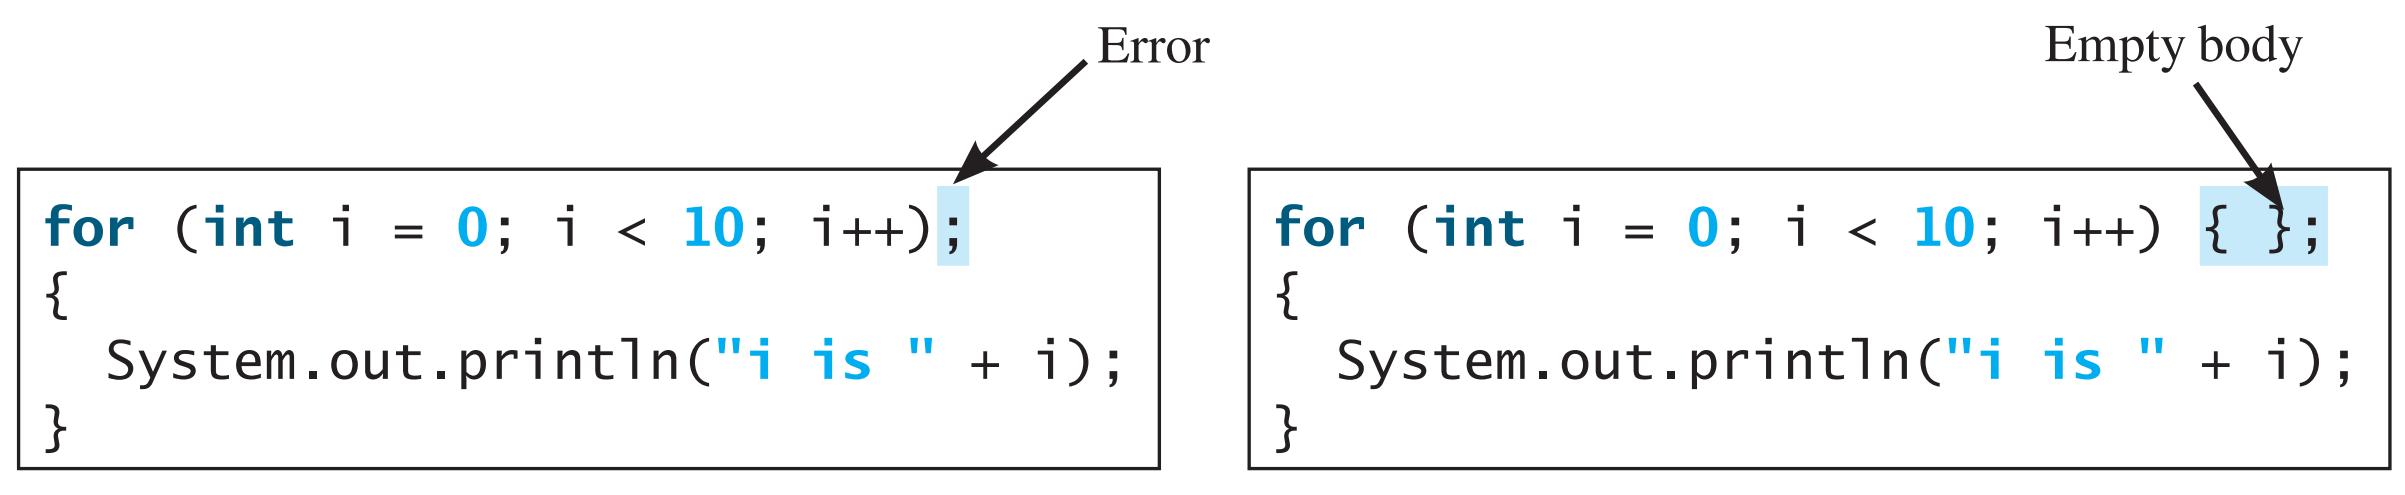 Error
for (int i = 0; i < 10; i++);
{
  System.out.println("i is " + i);
}
Empty body
for (int i = 0; i < 10; i++) { };
{
  System.out.println("i is " + i);
}